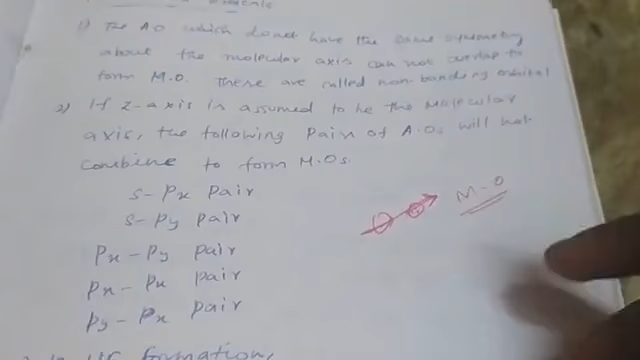 1) The AO which donot have the same symmetry
about the molecular axis can not overlap to
form M.O. These are called non-bonding orbital
2) If Z-axis is assumed to be the molecular
axis, the following Pair of A.Os will not
combine to form M.Os.
s-Px pair
s-Py pair
Px-Py pair
Px-Px pair
Py-Px pair
M.O
formation,